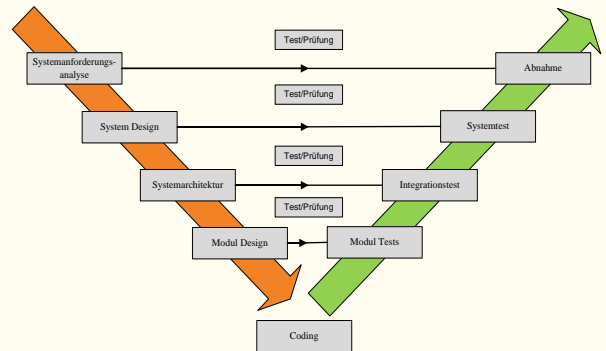 Test/Prüfung
Systemanforderungs-
analyse
Abnahme
Test/Prüfung
System Design
Systemtest
Test/Prüfung
Systemarchitektur
Integrationstest
Test/Prüfung
Modul Design
Modul Tests
Coding